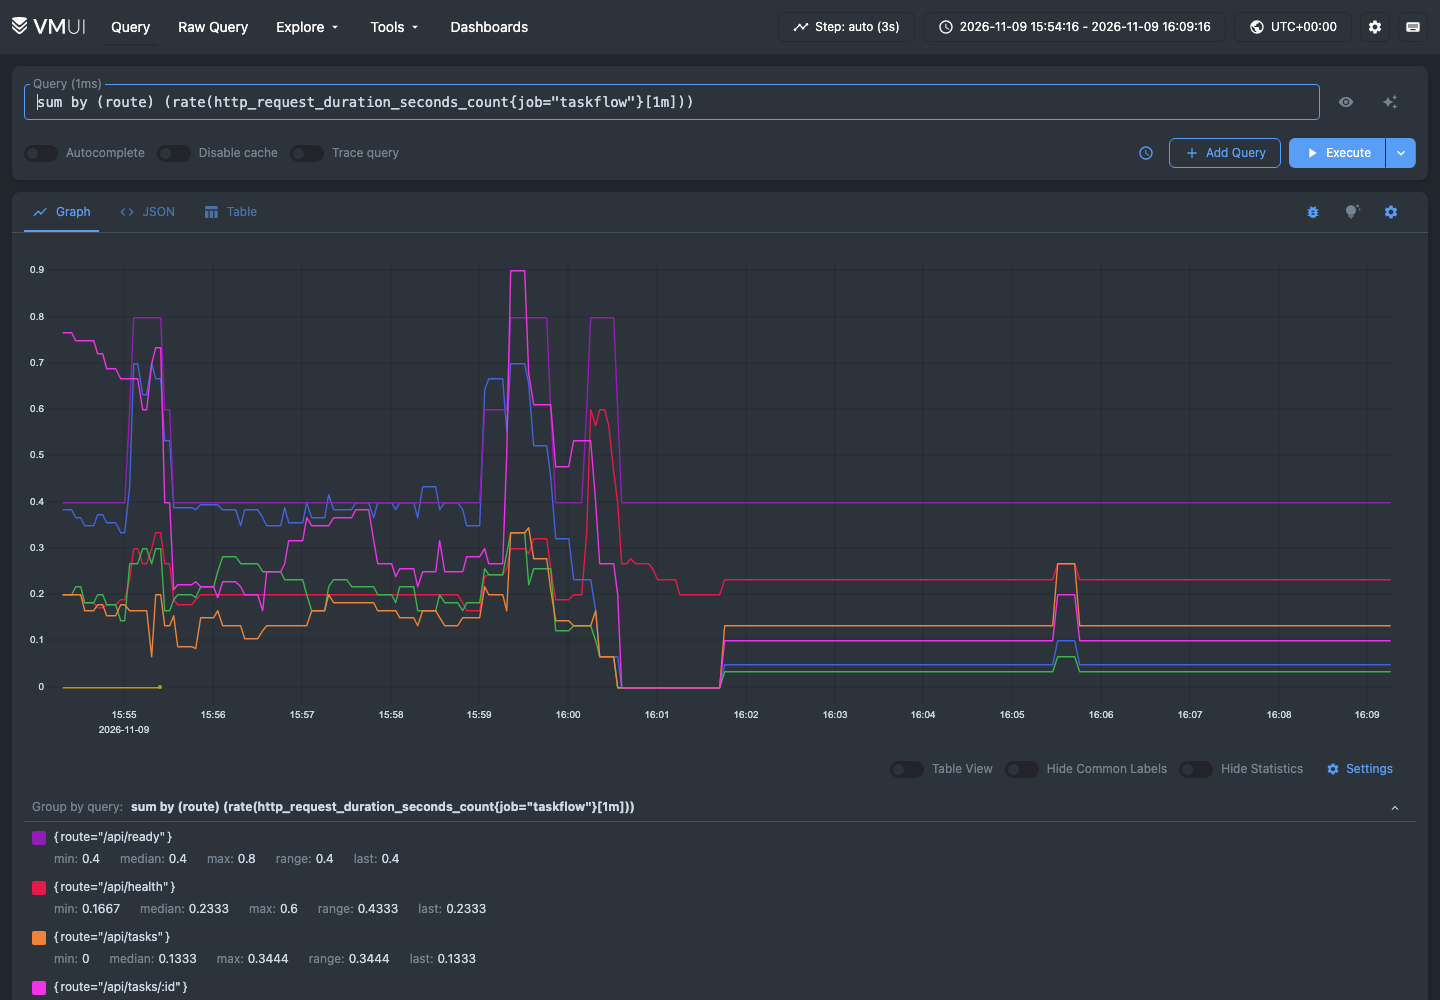 VMUI Query Raw Query Explore Tools Dashboards Step: auto (3s) 2026-11-09 15:54:16 - 2026-11-09 16:09:16 UTC+00:00
Query (1ms)
sum by (route) (rate(http_request_duration_seconds_count{job="taskflow"}[1m]))
Autocomplete Disable cache Trace query Add Query Execute
Graph JSON Table
0.9
0.8
0.7
0.6
0.5
0.4
0.3
0.2
0.1
0
15:55 15:56 15:57 15:58 15:59 16:00 16:01 16:02 16:03 16:04 16:05 16:06 16:07 16:08 16:09
2026-11-09
Table View Hide Common Labels Hide Statistics Settings
Group by query: sum by (route) (rate(http_request_duration_seconds_count{job="taskflow"}[1m]))
{route="/api/ready"}
min: 0.4 median: 0.4 max: 0.8 range: 0.4 last: 0.4
{route="/api/health"}
min: 0.1667 median: 0.2333 max: 0.6 range: 0.4333 last: 0.2333
{route="/api/tasks"}
min: 0 median: 0.1333 max: 0.3444 range: 0.3444 last: 0.1333
{route="/api/tasks/:id"}